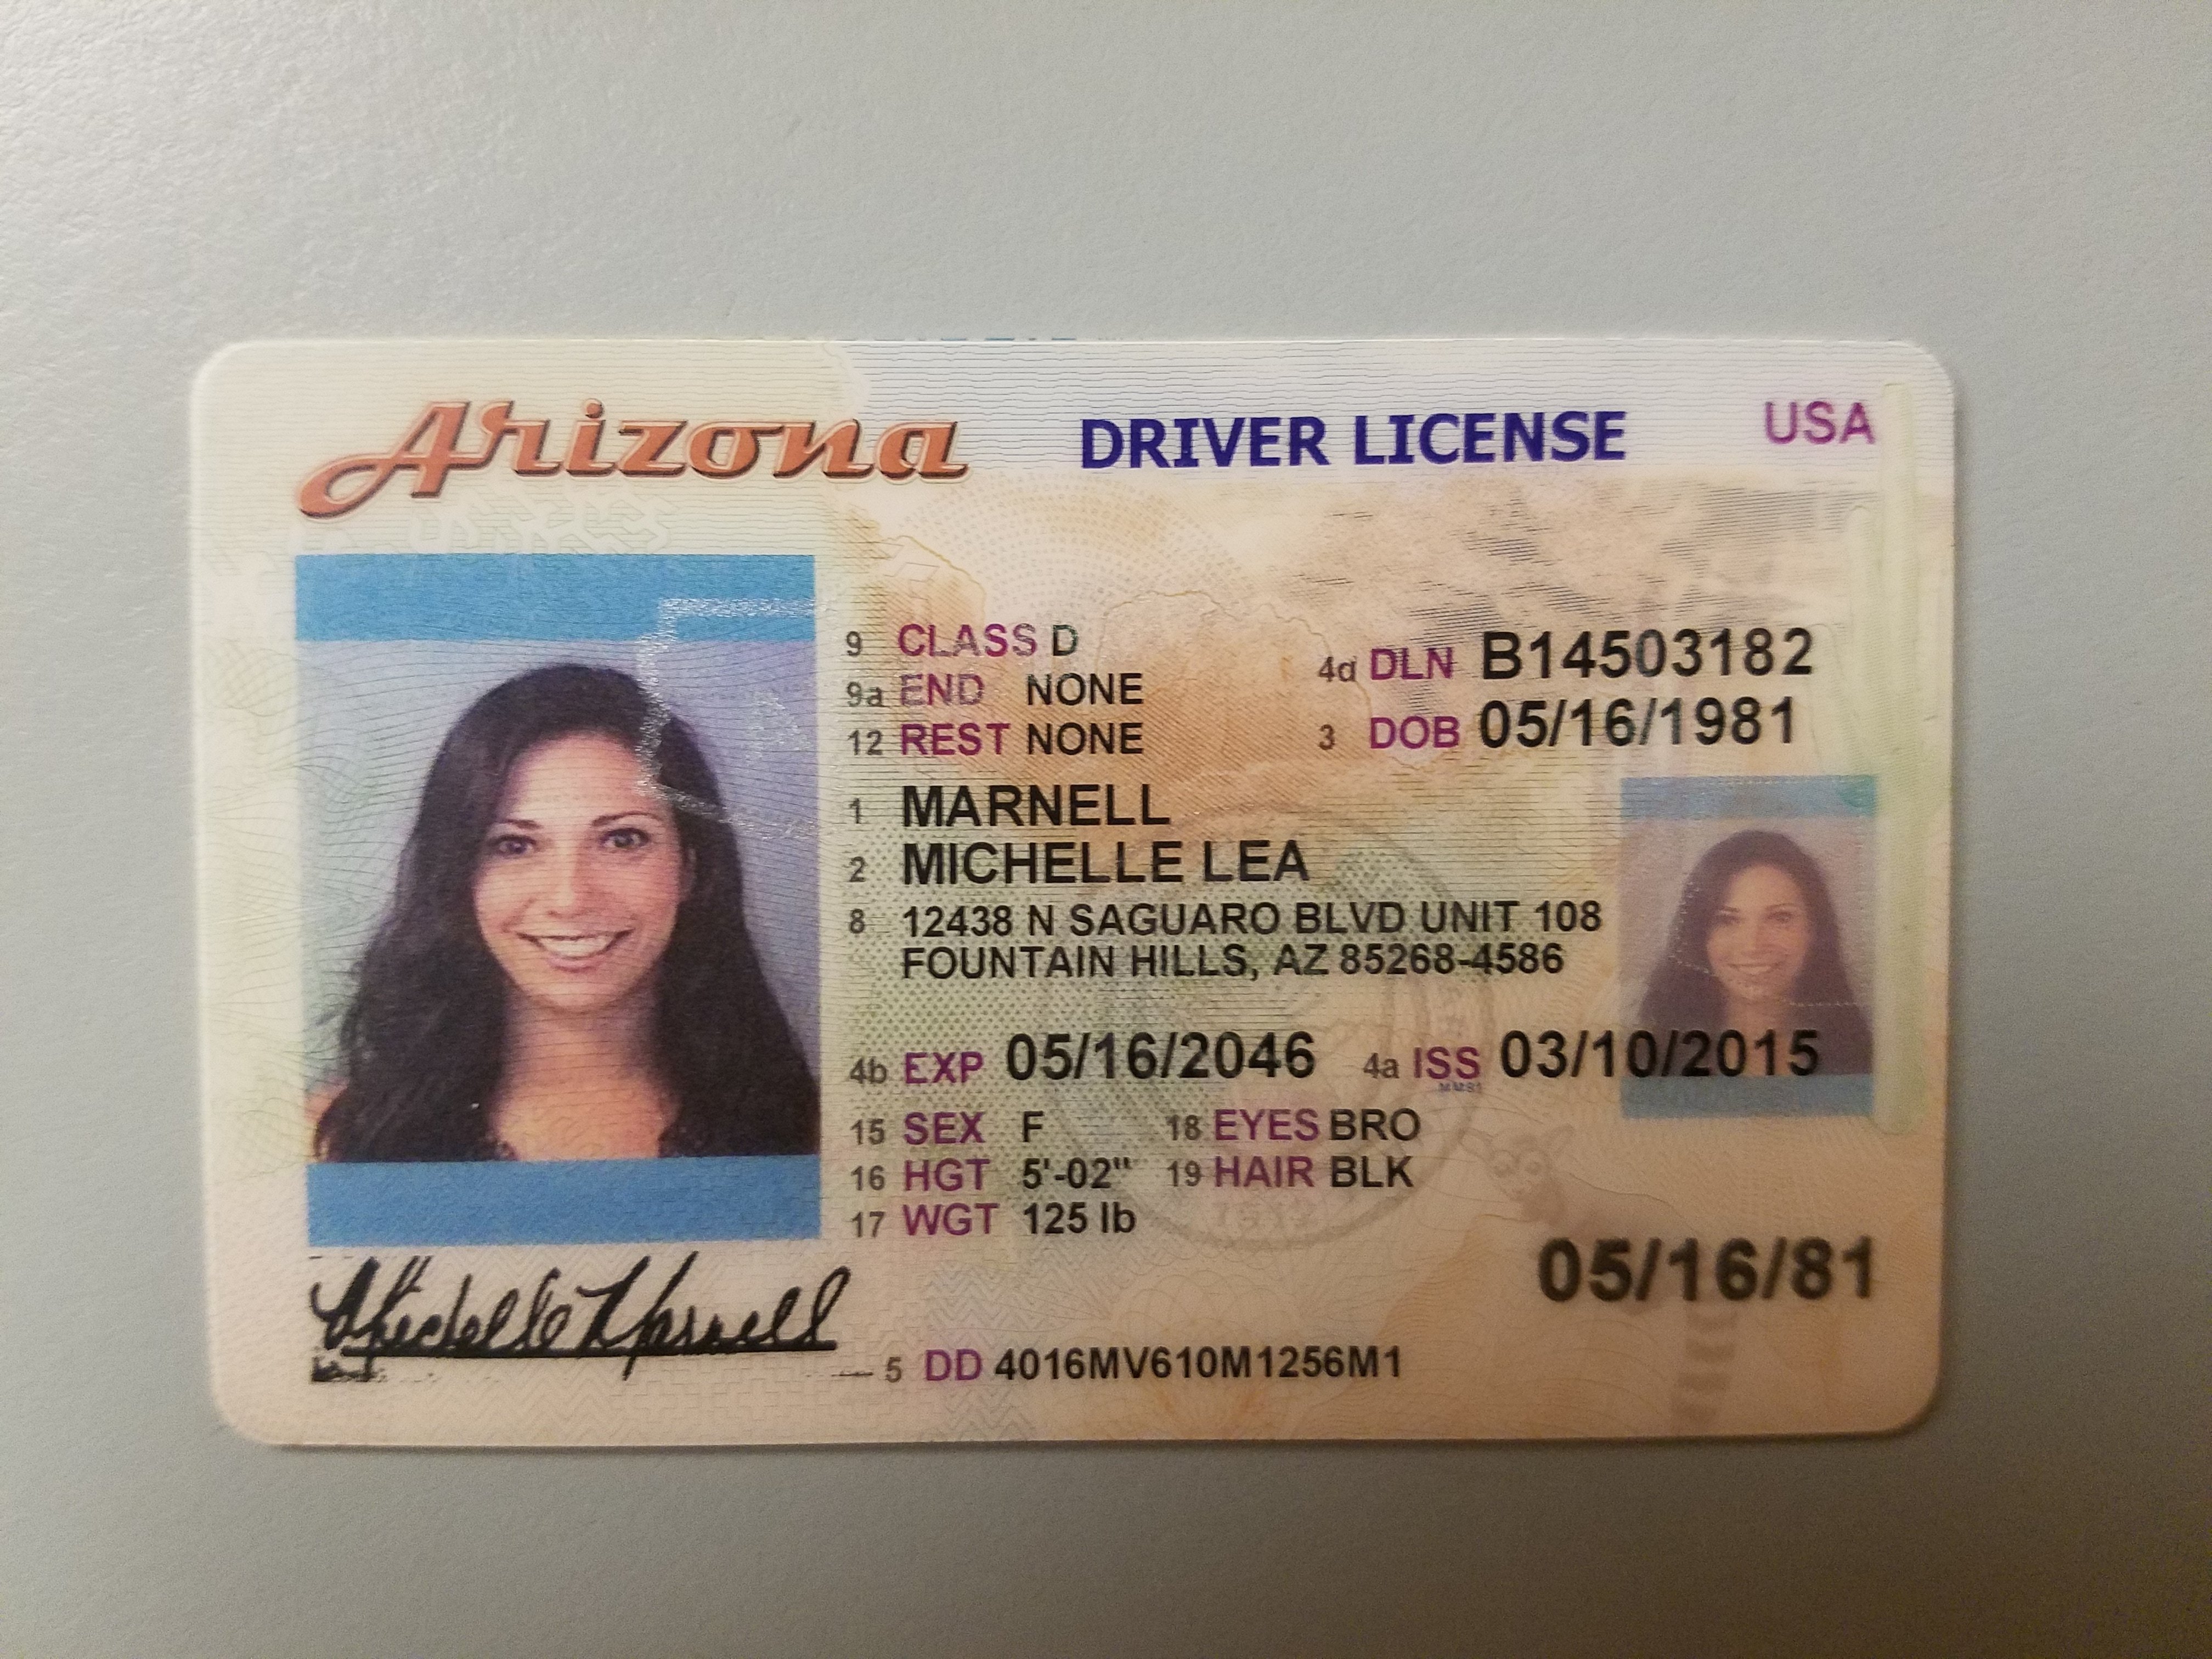 Arizona DRIVER LICENSE USA
9 CLASS D
9a END NONE
12 REST NONE
4d DLN B14503182
3 DOB 05/16/1981
1 MARNELL
2 MICHELLE LEA
8 12438 N SAGUARO BLVD UNIT 108
FOUNTAIN HILLS, AZ 85268-4586
4b EXP 05/16/2046 4a ISS 03/10/2015
15 SEX F 18 EYES BRO
16 HGT 5'-02" 19 HAIR BLK
17 WGT 125 lb
1912
05/16/81
Michelle Marnell
5 DD 4016MV610M1256M1